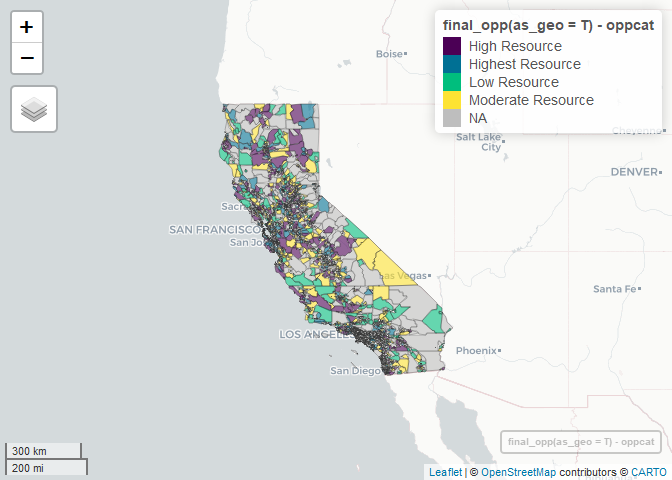 +
−
final_opp(as_geo = T) - oppcat
High Resource
Highest Resource
Low Resource
Moderate Resource
NA
Boise
Salt Lake
City
Cheyenne
DENVER
SAN FRANCISCO
San Jo
Las Vegas
Santa Fe
LOS ANGELES
Phoenix
San Diego
final_opp(as_geo = T) - oppcat
300 km
200 mi
Leaflet | © OpenStreetMap contributors © CARTO